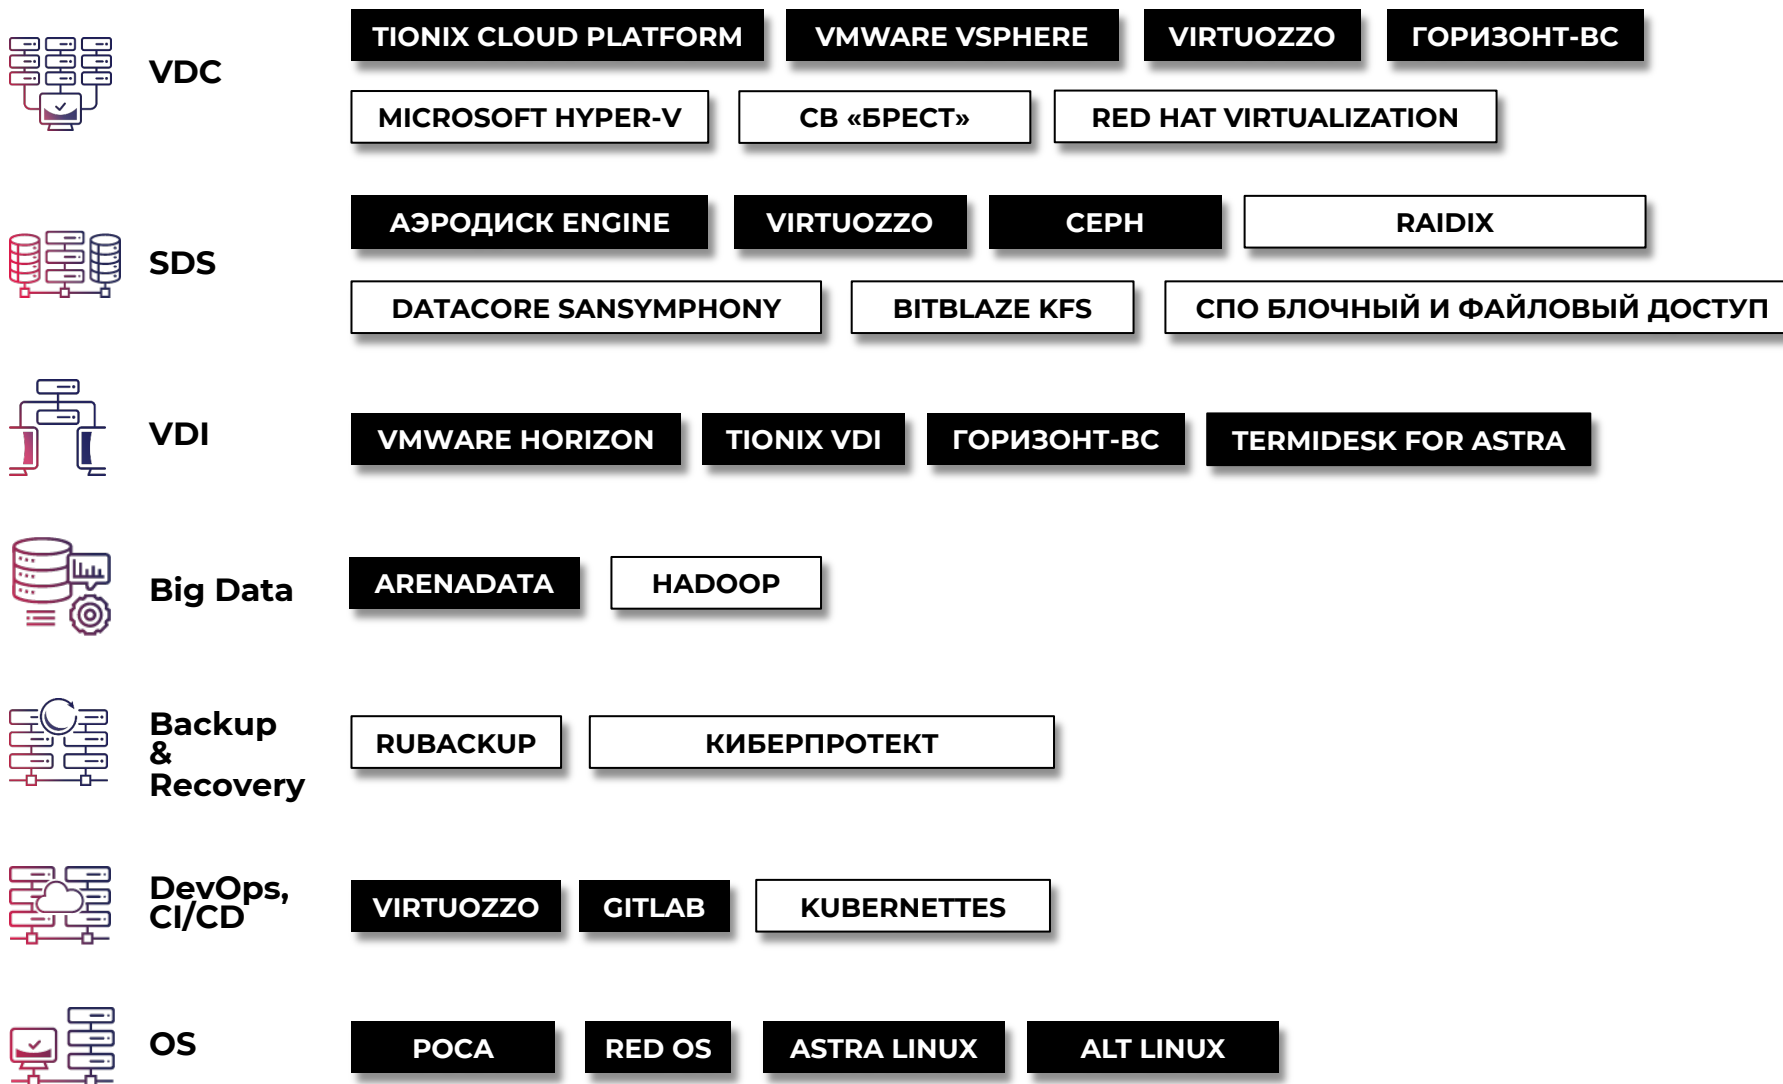 VDC
TIONIX CLOUD PLATFORM
VMWARE VSPHERE
VIRTUOZZO
ГОРИЗОНТ-ВС
MICROSOFT HYPER-V
СВ «БРЕСТ»
RED HAT VIRTUALIZATION
SDS
АЭРОДИСК ENGINE
VIRTUOZZO
CEPH
RAIDIX
DATACORE SANSYMPHONY
BITBLAZE KFS
СПО БЛОЧНЫЙ И ФАЙЛОВЫЙ ДОСТУП
VDI
VMWARE HORIZON
TIONIX VDI
ГОРИЗОНТ-ВС
TERMIDESK FOR ASTRA
Big Data
ARENADATA
HADOOP
Backup
&
Recovery
RUBACKUP
КИБЕРПРОТЕКТ
DevOps,
CI/CD
VIRTUOZZO
GITLAB
KUBERNETTES
OS
РОСА
RED OS
ASTRA LINUX
ALT LINUX